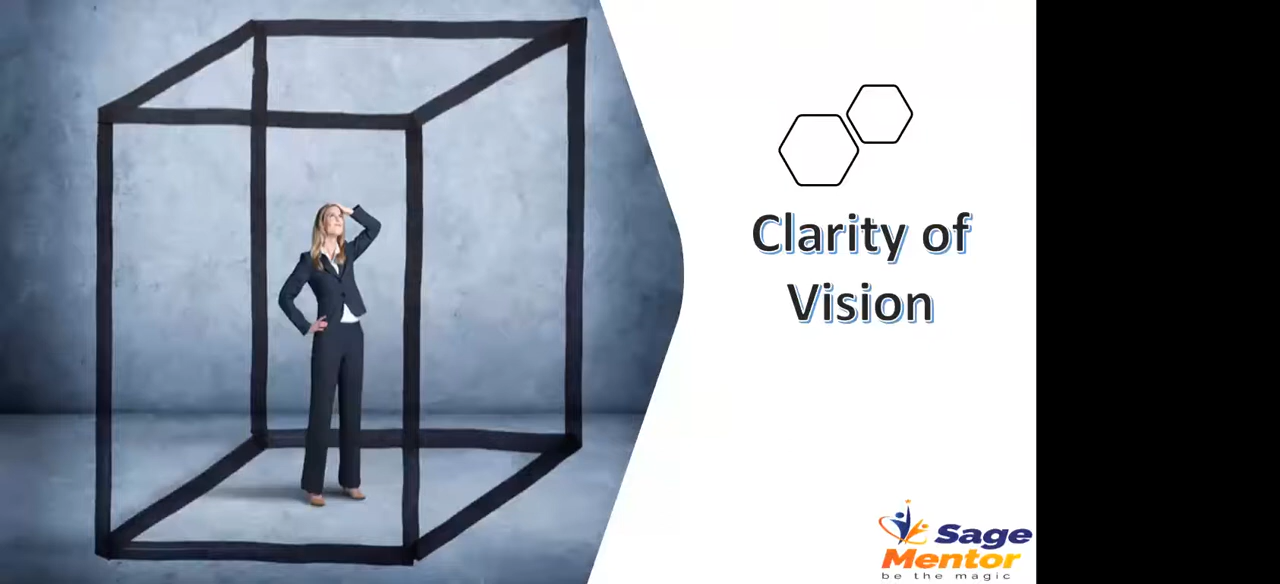 Clarity of
Vision
Sage
Mentor
be the magic